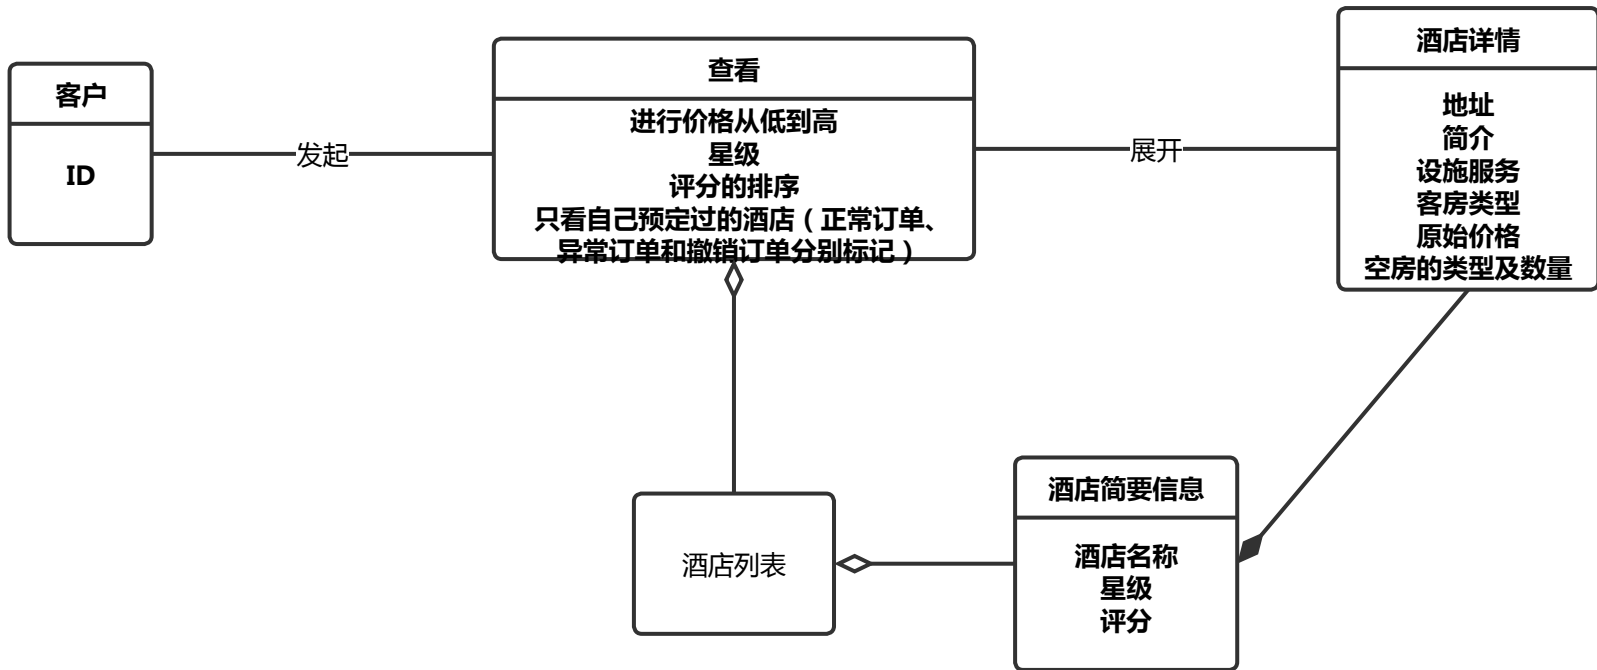 客户
ID
发起
查看
进行价格从低到高
星级
评分的排序
只看自己预定过的酒店（正常订单、
异常订单和撤销订单分别标记）
展开
酒店详情
地址
简介
设施服务
客房类型
原始价格
空房的类型及数量
酒店列表
酒店简要信息
酒店名称
星级
评分